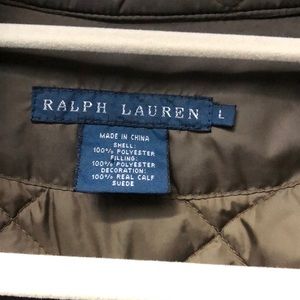 RALPH LAUREN L
MADE IN CHINA
SHELL:
100% POLYESTER
FILLING:
100% POLYESTER
DECORATION:
100% REAL CALF
SUEDE